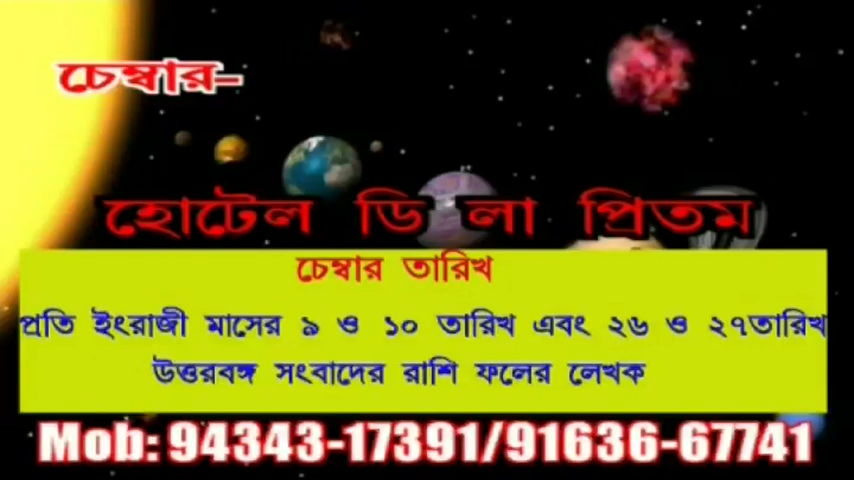 চেম্বার-
হোটেল ডি লা প্রিতম
চেম্বার তারিখ
প্রতি ইংরাজী মাসের ৯ ও ১০ তারিখ এবং ২৬ ও ২৭তারিখ
উত্তরবঙ্গ সংবাদের রাশি ফলের লেখক
Mob: 94343-17391/91636-67741